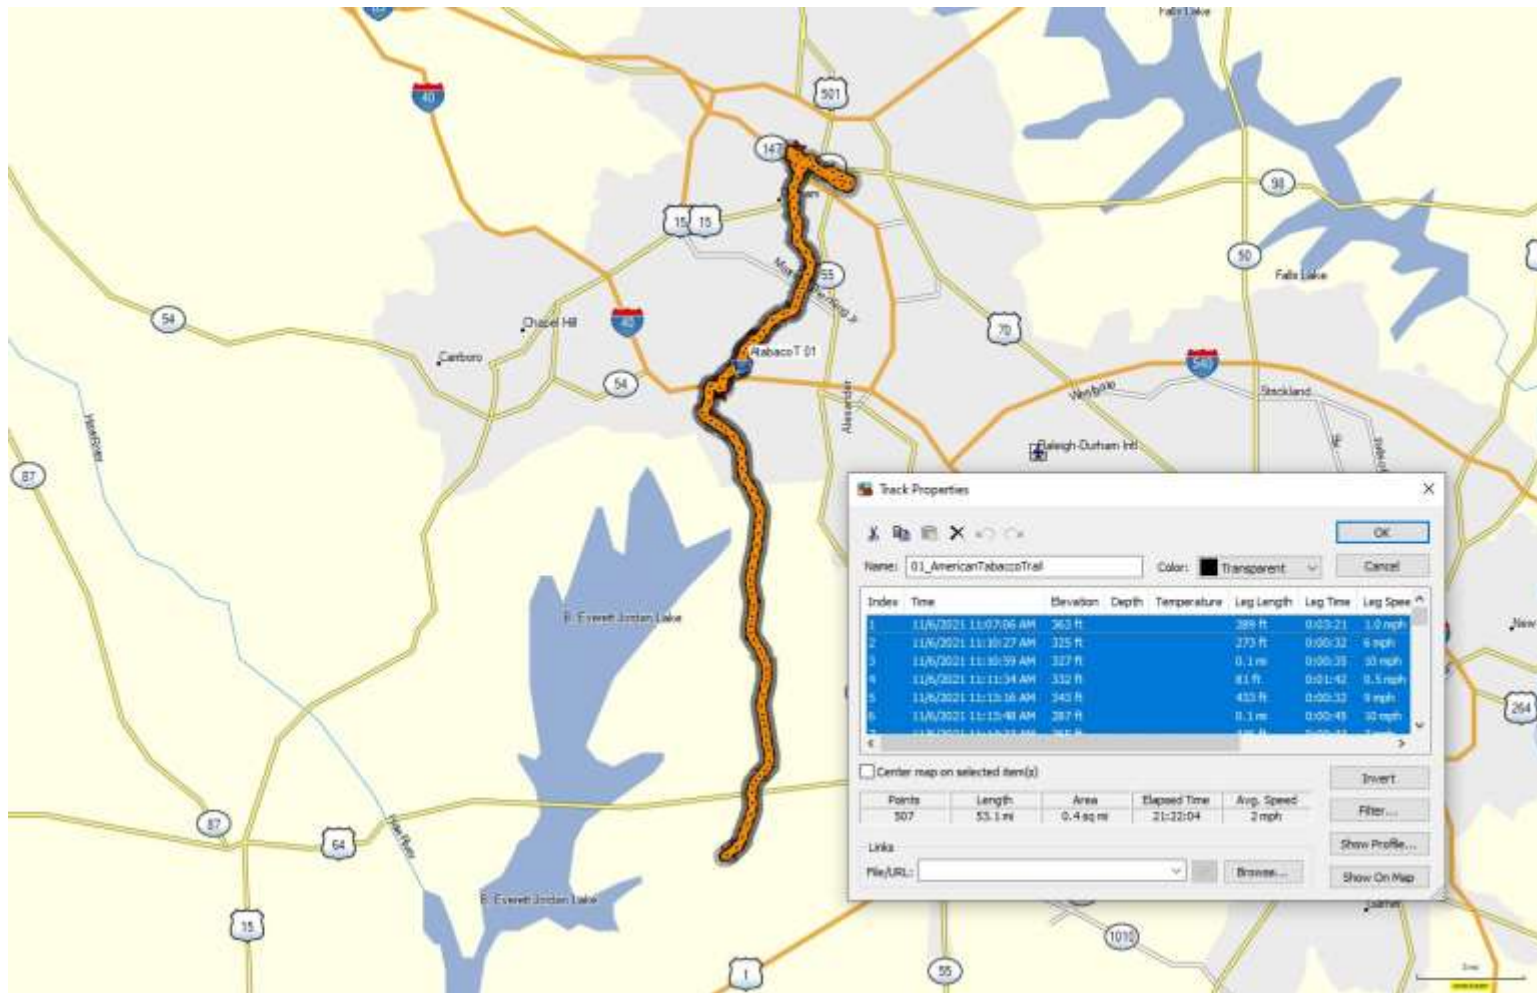 Falls Lake
40
501
147
98
15
15
50
55
Falls Lake
54
Chapel Hill
40
70
Carrboro
AtabacoT 01
54
540
Stockland
Alexander
Raleigh-Durham Intl
Haw River
87
B. Everett Jordan Lake
Track Properties
OK
Name:
01_AmericanTabaccoTrail
Color:
Transparent
Cancel
Index Time Elevation Depth Temperature Leg Length Leg Time Leg Spee
1 11/6/2021 11:07:06 AM 363 ft 289 ft 0:03:21 1.0 mph
2 11/6/2021 11:10:27 AM 325 ft 273 ft 0:00:32 6 mph
3 11/6/2021 11:10:59 AM 327 ft 0.1 mi 0:00:35 10 mph
4 11/6/2021 11:11:34 AM 332 ft 81 ft 0:01:42 0.5 mph
5 11/6/2021 11:13:16 AM 343 ft 433 ft 0:00:32 9 mph
6 11/6/2021 11:13:48 AM 287 ft 0.1 mi 0:00:45 10 mph
New
264
Center map on selected item(s)
Invert
Points Length Area Elapsed Time Avg. Speed
507 53.1 mi 0.4 sq mi 21:22:04 2 mph
Filter...
Links
Show Profile...
File/URL:
Browse...
Show On Map
87
64
Haw River
B. Everett Jordan Lake
15
1010
Garner
1
55